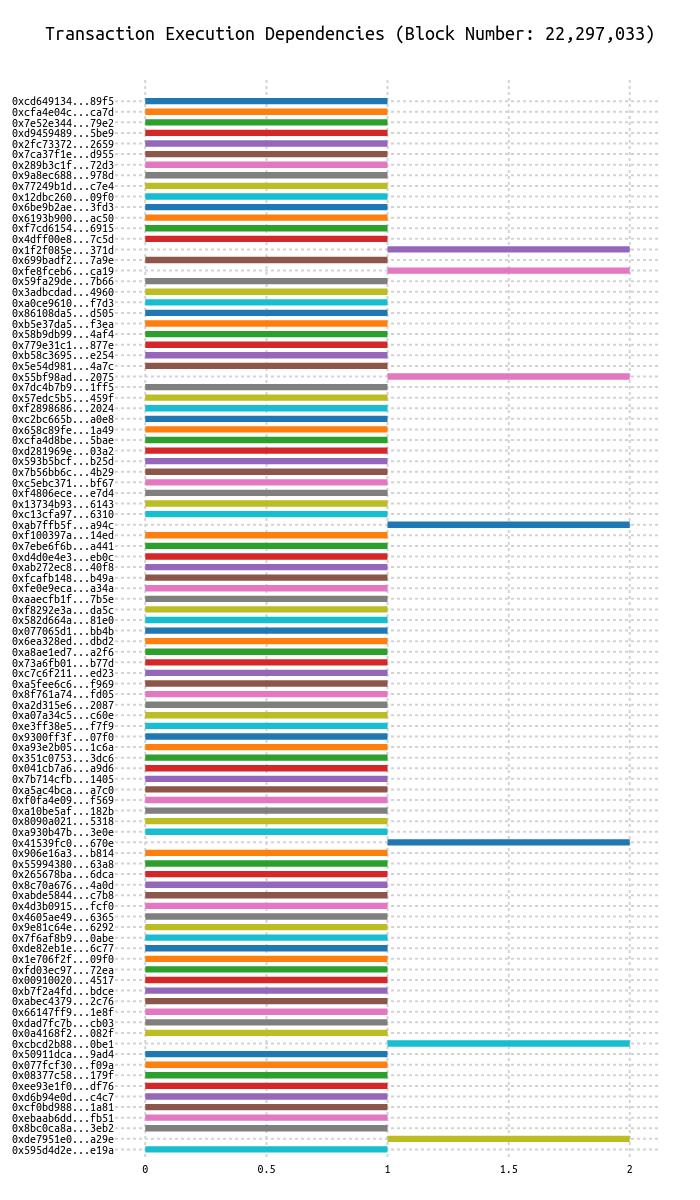 Transaction Execution Dependencies (Block Number: 22,297,033)
0xcd649134...89f5
0xcfa4e04c...ca7d
0x7e52e344...79e2
0xd9459489...5be9
0x2fc73372...2659
0x7ca37f1e...d955
0x289b3c1f...72d3
0x9a8ec688...978d
0x77249b1d...c7e4
0x12dbc260...09f0
0x6be9b2ae...3fd3
0x6193b900...ac50
0xf7cd6154...6915
0x4dff00e8...7c5d
0x1f2f085e...371d
0x699badf2...7a9e
0xfe8fceb6...ca19
0x59fa29de...7b66
0x3adbcdad...4960
0xa0ce9610...f7d3
0x86108da5...d505
0xb5e37da5...f3ea
0x58b9db99...4af4
0x779e31c1...877e
0xb58c3695...e254
0x5e54d981...4a7c
0x55bf98ad...2075
0x7dc4b7b9...1ff5
0x57edc5b5...459f
0xf2898686...2024
0xc2bc665b...a0e8
0x658c89fe...1a49
0xcfa4d8be...5bae
0xd281969e...03a2
0x593b5bcf...b25d
0x7b56bb6c...4b29
0xc5ebc371...bf67
0xf4806ece...e7d4
0x13734b93...6143
0xc13cfa97...6310
0xab7ffb5f...a94c
0xf100397a...14ed
0x7ebe6f6b...a441
0xd4d0e4e3...eb0c
0xab272ec8...40f8
0xfcafb148...b49a
0xfe0e9eca...a34a
0xaaecfb1f...7b5e
0xf8292e3a...da5c
0x582d664a...81e0
0x077065d1...bb4b
0x6ea328ed...dbd2
0xa8ae1ed7...a2f6
0x73a6fb01...b77d
0xc7c6f211...ed23
0xa5fee6c6...f969
0x8f761a74...fd05
0xa2d315e6...2087
0xa07a34c5...c60e
0xe3ff38e5...f7f9
0x9300ff3f...07f0
0xa93e2b05...1c6a
0x351c0753...3dc6
0x041cb7a6...a9d6
0x7b714cfb...1405
0xa5ac4bca...a7c0
0xf0fa4e09...f569
0xa10be5af...182b
0x8090a021...5318
0xa930b47b...3e0e
0x41539fc0...670e
0x906e16a3...b814
0x55994380...63a8
0x265678ba...6dca
0x8c70a676...4a0d
0xabde5844...c7b8
0x4d3b0915...fcf0
0x4605ae49...6365
0x9e81c64e...6292
0x7f6af8b9...0abe
0xde82eb1e...6c77
0x1e706f2f...09f0
0xfd03ec97...72ea
0x00910020...4517
0xb7f2a4fd...bdce
0xabec4379...2c76
0x66147ff9...1e8f
0xdad7fc7b...cb03
0x0a4168f2...082f
0xcbcd2b88...0be1
0x50911dca...9ad4
0x077fcf30...f09a
0x08377c58...179f
0xee93e1f0...df76
0xd6b94e0d...c4c7
0xcf0bd988...1a81
0xebaab6dd...fb51
0x8bc0ca8a...3eb2
0xde7951e0...a29e
0x595d4d2e...e19a
0 0.5 1 1.5 2